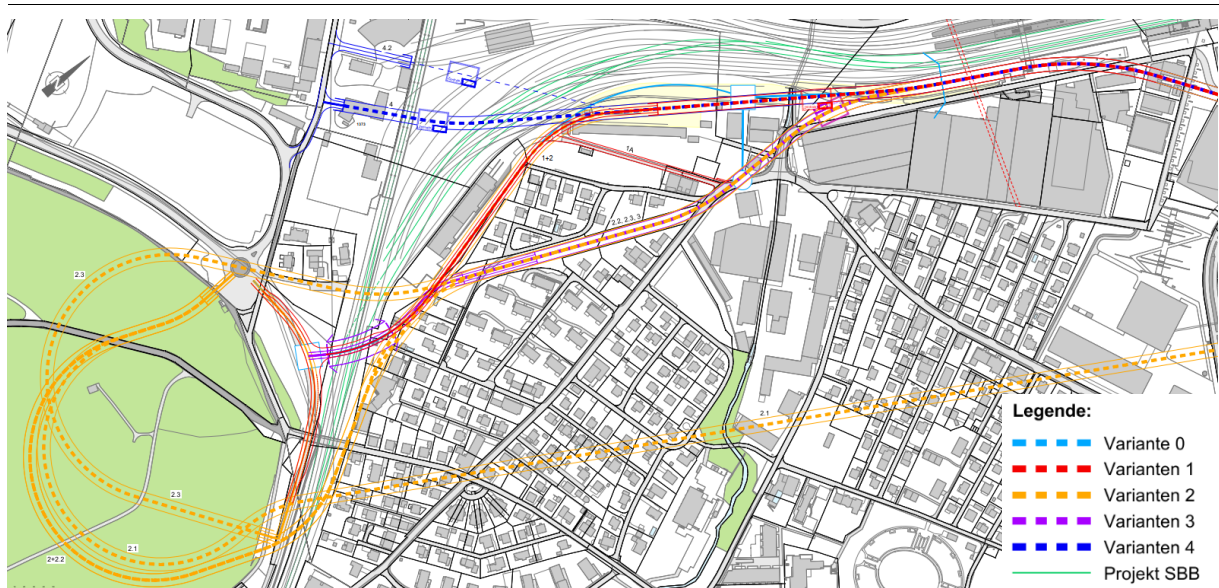 4.2
4
1+2
1A
2.2, 2.3, 3
2.3
2.1
2.3
2.1
2+2.2
Legende:
Variante 0
Varianten 1
Varianten 2
Varianten 3
Varianten 4
Projekt SBB